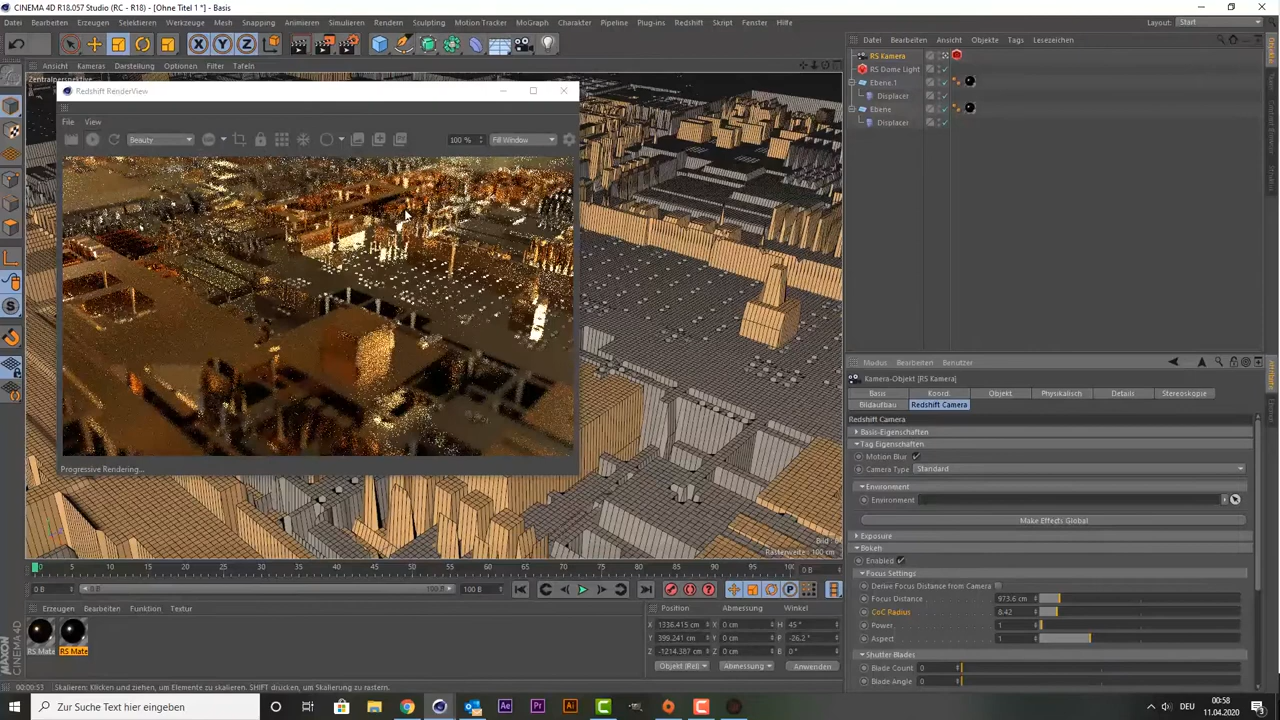 CINEMA 4D R18.057 Studio (RC - R18) - [Ohne Titel 1 *] - Basis
Datei Bearbeiten Erzeugen Selektieren Werkzeuge Mesh Snapping Animieren Simulieren Rendern Sculpting Motion Tracker MoGraph Charakter Pipeline Plug-ins Redshift Skript Fenster Hilfe
Layout: Start
Datei Bearbeiten Ansicht Objekte Tags Lesezeichen
Ansicht Kameras Darstellung Optionen Filter Tafeln
Zentralperspektive
RS Kamera
RS Dome Light
Ebene.1
Displacer
Ebene
Displacer
Redshift RenderView
File View
Beauty
100 %
Fill Window
Progressive Rendering...
Rasterweite : 100 cm
Modus Bearbeiten Benutzer
Kamera-Objekt [RS Kamera]
Basis Koord. Objekt Physikalisch Details Stereoskopie
Bildaufbau Redshift Camera
Redshift Camera
Basis-Eigenschaften
Tag Eigenschaften
Motion Blur
Camera Type Standard
Environment
Environment
Make Effects Global
Exposure
Bokeh
Enabled
Focus Settings
Derive Focus Distance from Camera
Focus Distance 973.6 cm
CoC Radius 8.42
Power 1
Aspect 1
Shutter Blades
Blade Count 0
Blade Angle 0
0 5 10 15 20 25 30 35 40 45 50 55 60 65 70 75 80 85 90 95 100
0 B
0 B 0 B 100 B 100 B
Erzeugen Bearbeiten Funktion Textur
RS Mate RS Mate
Position Abmessung Winkel
X 1336.415 cm X 0 cm H 45 °
Y 399.241 cm Y 0 cm P -26.2 °
Z -1214.387 cm Z 0 cm B 0 °
Objekt (Rel) Abmessung Anwenden
MAXON CINEMA 4D
00:00:53 Skalieren: Klicken und ziehen, um Elemente zu skalieren. SHIFT drücken, um Skalierung zu rastern.
Zur Suche Text hier eingeben
DEU
00:58
11.04.2020